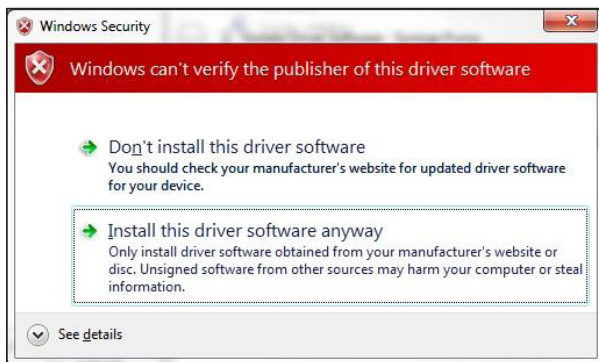 Windows Security
Windows can't verify the publisher of this driver software
Don't install this driver software
You should check your manufacturer's website for updated driver software
for your device.
Install this driver software anyway
Only install driver software obtained from your manufacturer's website or
disc. Unsigned software from other sources may harm your computer or steal
information.
See details